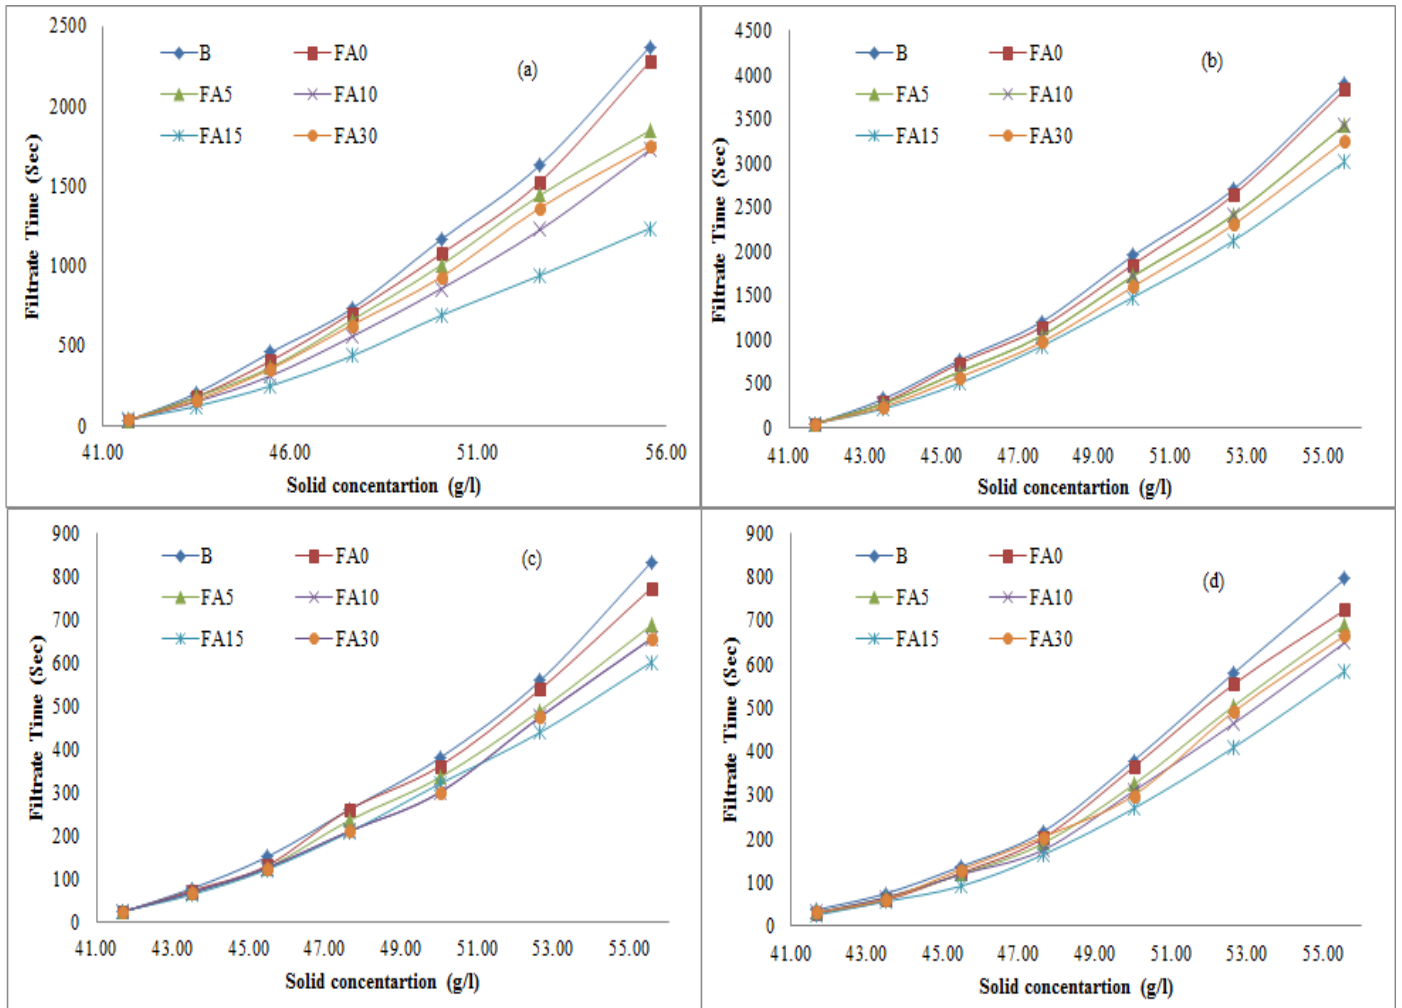 2500
2000
1500
1000
500
0
B FA0
FA5 FA10
FA15 FA30
(a)
Filtrate Time (Sec)
41.00 46.00 51.00 56.00
Solid concentartion (g/l)
4500
4000
3500
3000
2500
2000
1500
1000
500
0
B FA0
FA5 FA10
FA15 FA30
(b)
Filtrate Time (Sec)
41.00 43.00 45.00 47.00 49.00 51.00 53.00 55.00
Solid concentartion (g/l)
900
800
700
600
500
400
300
200
100
0
B FA0
FA5 FA10
FA15 FA30
(c)
Filtrate Time (Sec)
41.00 43.00 45.00 47.00 49.00 51.00 53.00 55.00
Solid concentartion (g/l)
900
800
700
600
500
400
300
200
100
0
B FA0
FA5 FA10
FA15 FA30
(d)
Filtrate Time (Sec)
41.00 43.00 45.00 47.00 49.00 51.00 53.00 55.00
Solid concentartion (g/l)